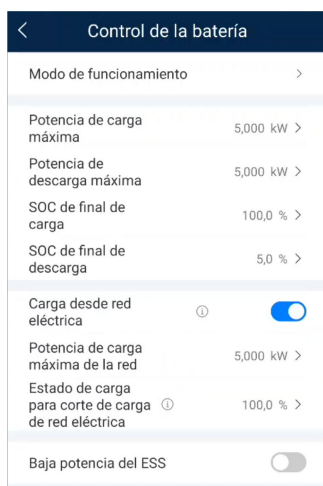 Control de la batería
Modo de funcionamiento
Potencia de carga
máxima
5,000 kW
Potencia de
descarga máxima
5,000 kW
SOC de final de
carga
100,0 %
SOC de final de
descarga
5,0 %
Carga desde red
eléctrica
Potencia de carga
máxima de la red
5,000 kW
Estado de carga
para corte de carga
de red eléctrica
100,0 %
Baja potencia del ESS